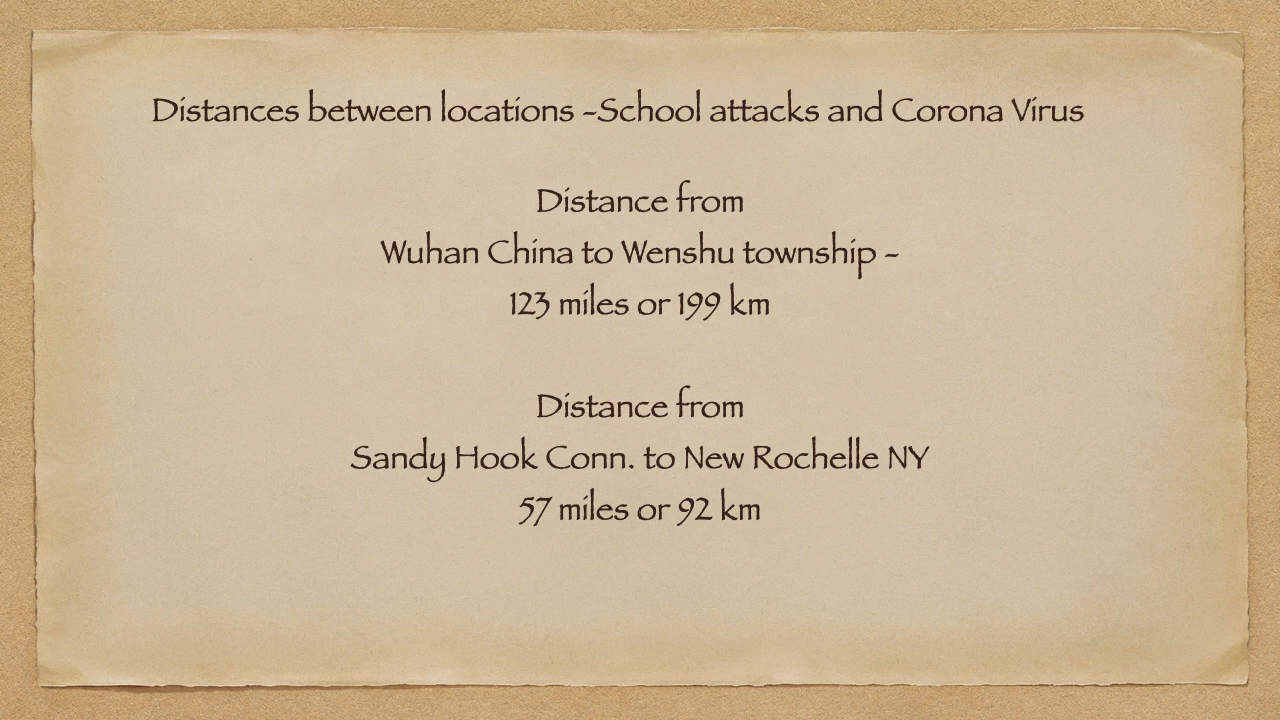 Distances between locations -School attacks and Corona Virus
Distance from
Wuhan China to Wenshu township -
123 miles or 199 km
Distance from
Sandy Hook Conn. to New Rochelle NY
57 miles or 92 km